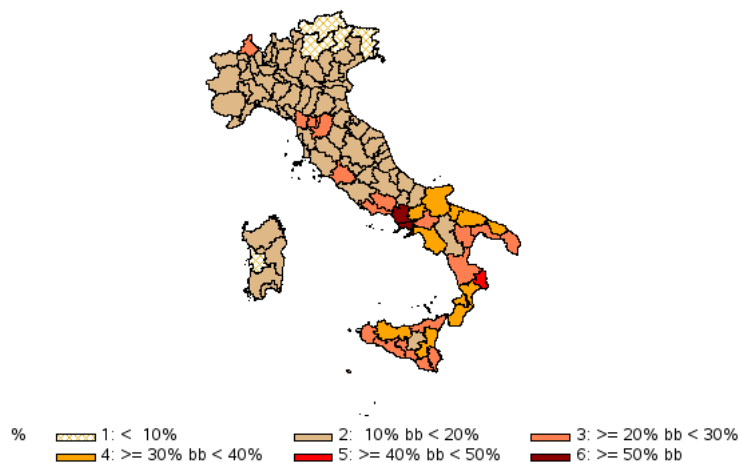 % 1: < 10% 2: 10% bb < 20% 3: >= 20% bb < 30%
4: >= 30% bb < 40% 5: >= 40% bb < 50% 6: >= 50% bb